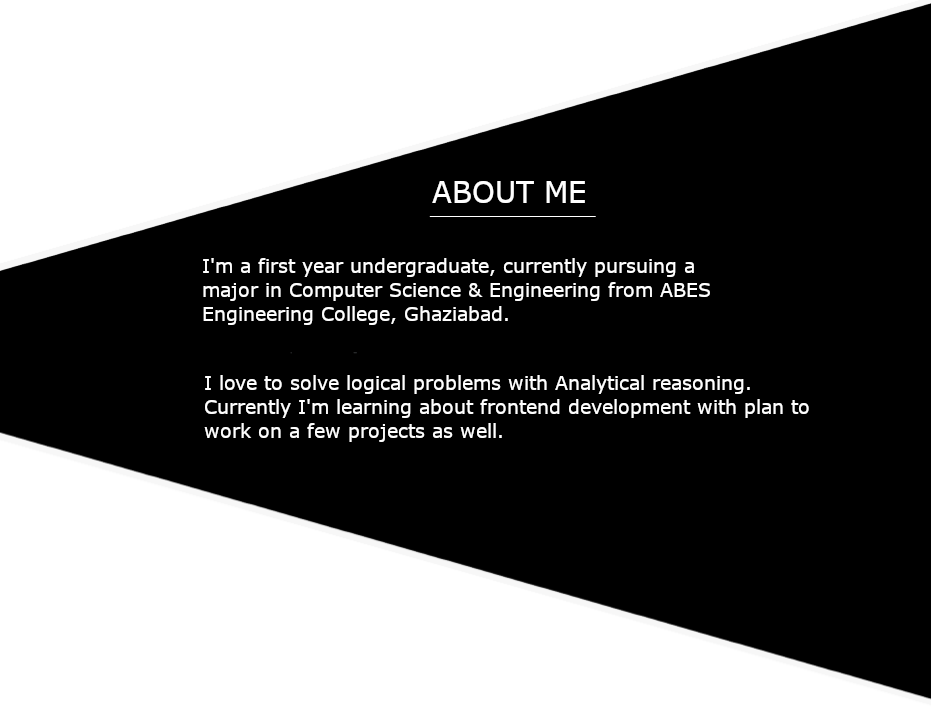 ABOUT ME
I'm a first year undergraduate, currently pursuing a
major in Computer Science & Engineering from ABES
Engineering College, Ghaziabad.
I love to solve logical problems with Analytical reasoning.
Currently I'm learning about frontend development with plan to
work on a few projects as well.